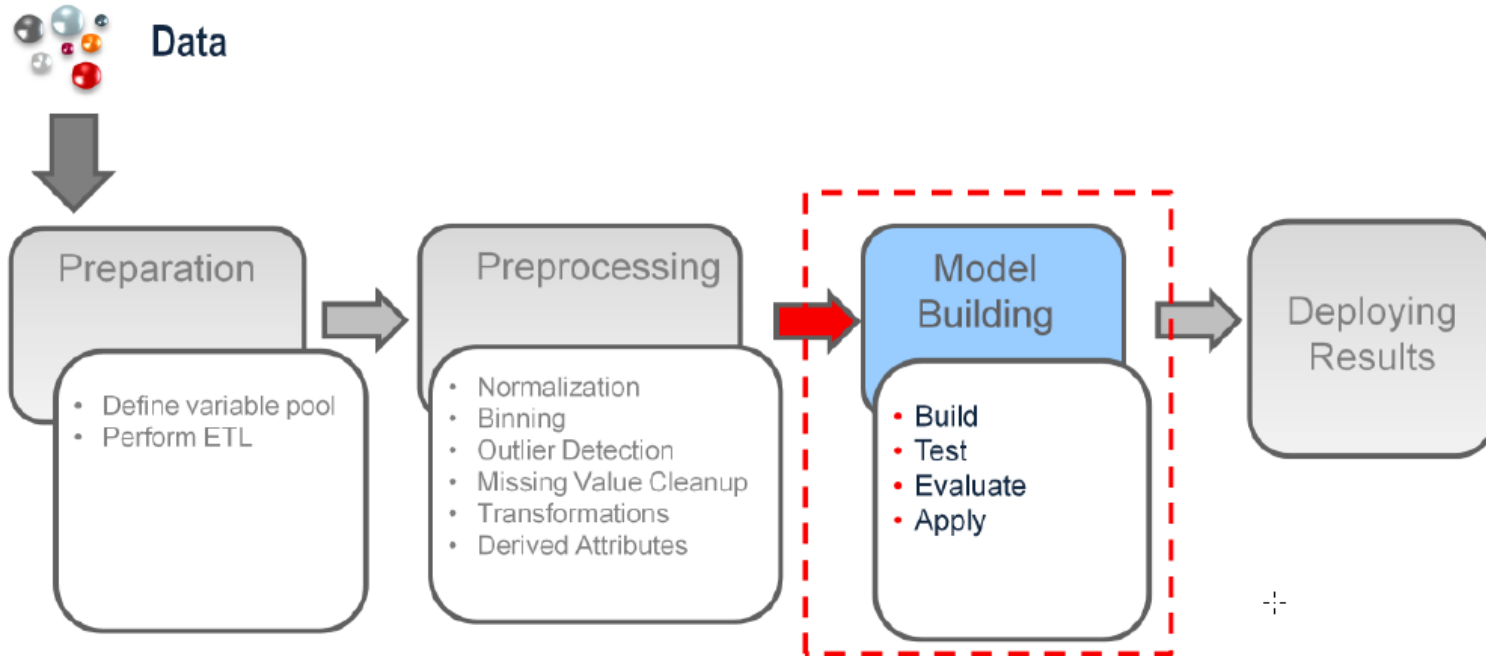 Data
Preparation
• Define variable pool
• Perform ETL
Preprocessing
• Normalization
• Binning
• Outlier Detection
• Missing Value Cleanup
• Transformations
• Derived Attributes
Model
Building
• Build
• Test
• Evaluate
• Apply
Deploying
Results